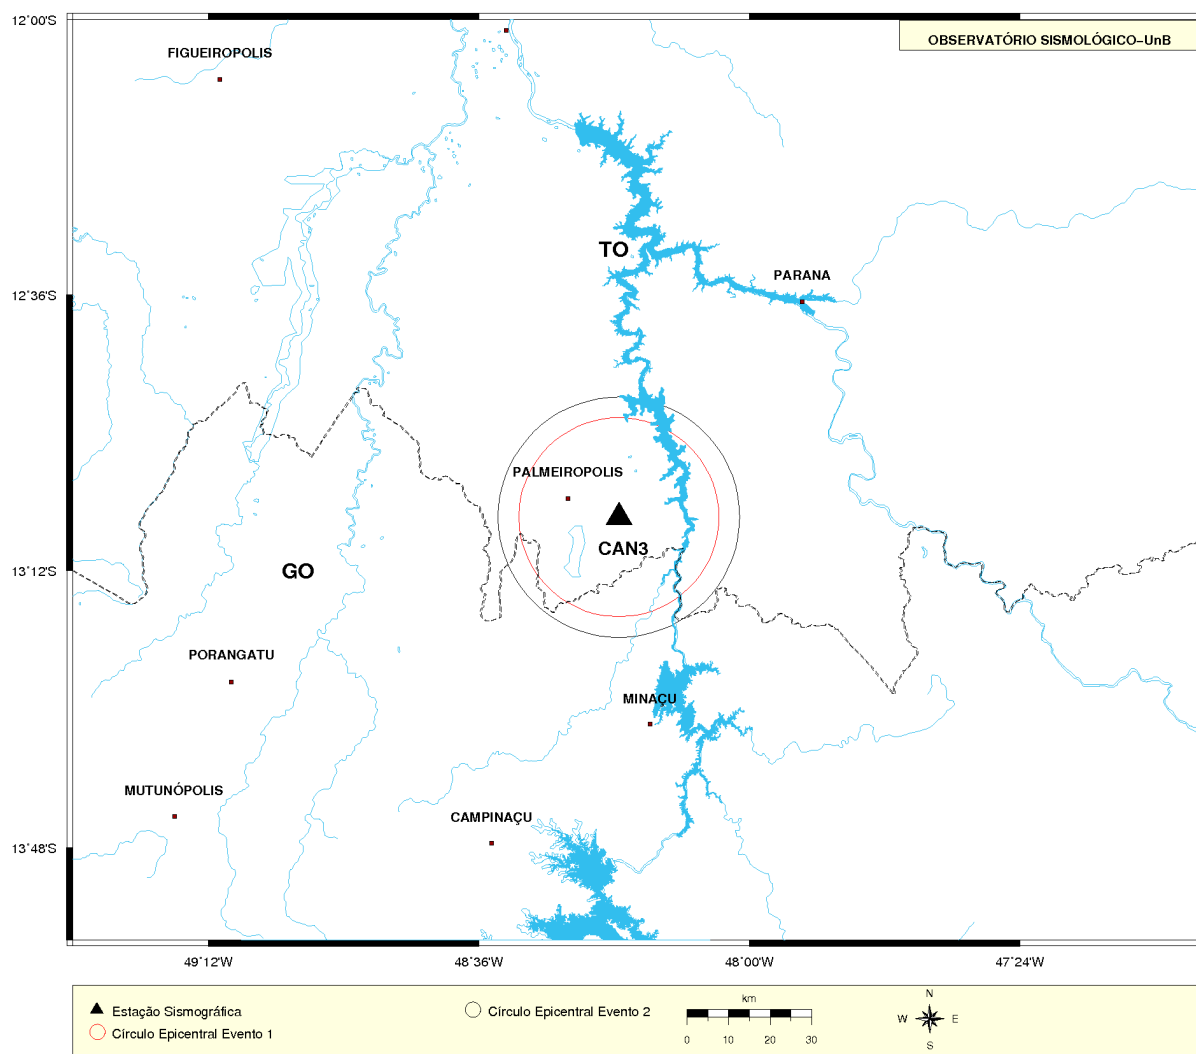 12°00'S
OBSERVATÓRIO SISMOLÓGICO-UnB
FIGUEIROPOLIS
TO
PARANA
12°36'S
PALMEIROPOLIS
CAN3
13°12'S
GO
PORANGATU
MINAÇU
MUTUNÓPOLIS
CAMPINAÇU
13°48'S
49°12'W
48°36'W
48°00'W
47°24'W
Estação Sismográfica
Círculo Epicentral Evento 1
Círculo Epicentral Evento 2
km
0 10 20 30
N
W E
S